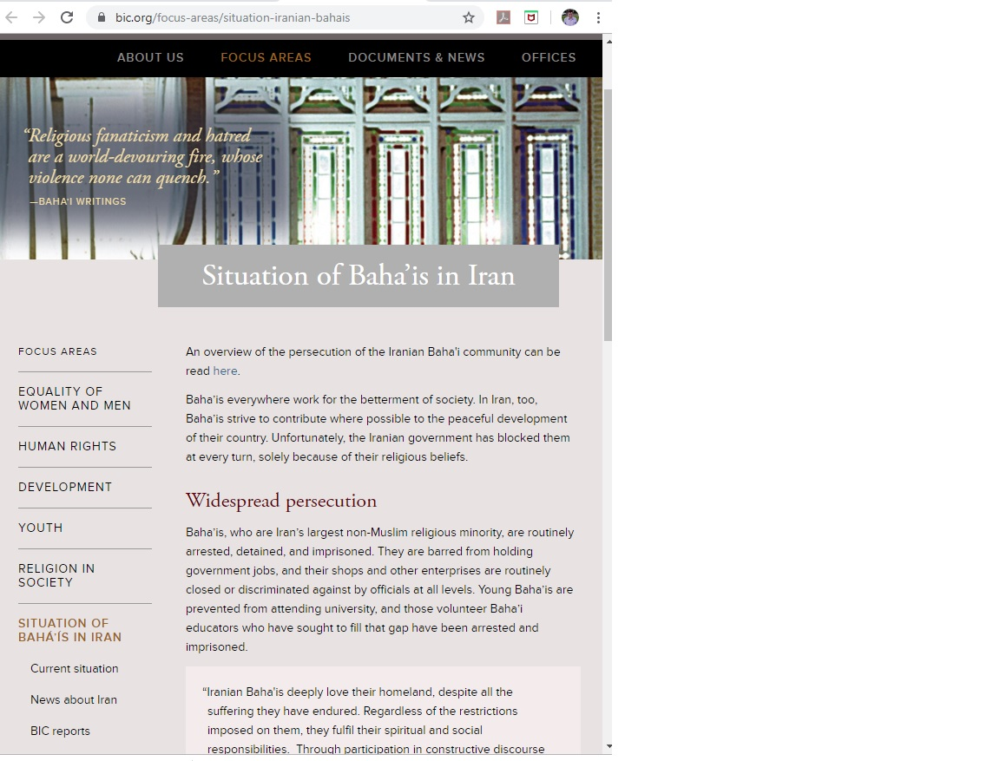 bic.org/focus-areas/situation-iranian-bahais
ABOUT US
FOCUS AREAS
DOCUMENTS & NEWS
OFFICES
“Religious fanaticism and hatred
are a world-devouring fire, whose
violence none can quench.”
—BAHA'I WRITINGS
Situation of Baha’is in Iran
FOCUS AREAS
EQUALITY OF
WOMEN AND MEN
HUMAN RIGHTS
DEVELOPMENT
YOUTH
RELIGION IN
SOCIETY
SITUATION OF
BAHÁ'ÍS IN IRAN
Current situation
News about Iran
BIC reports
An overview of the persecution of the Iranian Baha'i community can be
read here.
Baha’is everywhere work for the betterment of society. In Iran, too,
Baha’is strive to contribute where possible to the peaceful development
of their country. Unfortunately, the Iranian government has blocked them
at every turn, solely because of their religious beliefs.
Widespread persecution
Baha’is, who are Iran’s largest non-Muslim religious minority, are routinely
arrested, detained, and imprisoned. They are barred from holding
government jobs, and their shops and other enterprises are routinely
closed or discriminated against by officials at all levels. Young Baha’is are
prevented from attending university, and those volunteer Baha’i
educators who have sought to fill that gap have been arrested and
imprisoned.
“Iranian Baha'is deeply love their homeland, despite all the
suffering they have endured. Regardless of the restrictions
imposed on them, they fulfil their spiritual and social
responsibilities. Through participation in constructive discourse